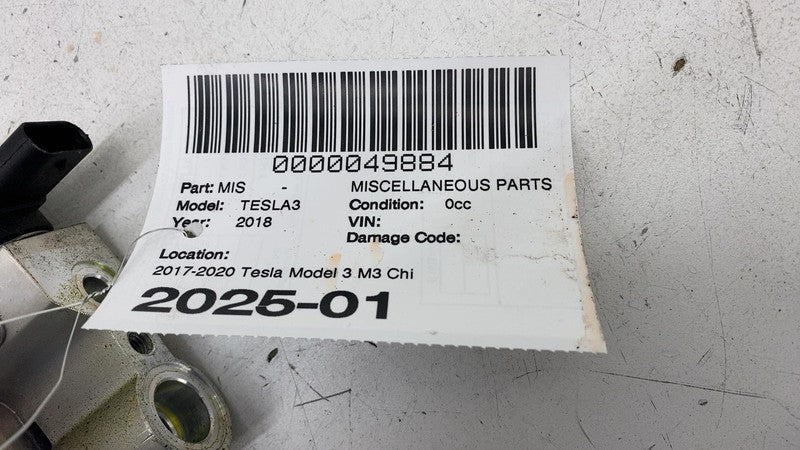 0000049884
Part: MIS - MISCELLANEOUS PARTS
Model: TESLA3 Condition: 0cc
Year: 2018 VIN:
Damage Code:
Location:
2017-2020 Tesla Model 3 M3 Chi
2025-01